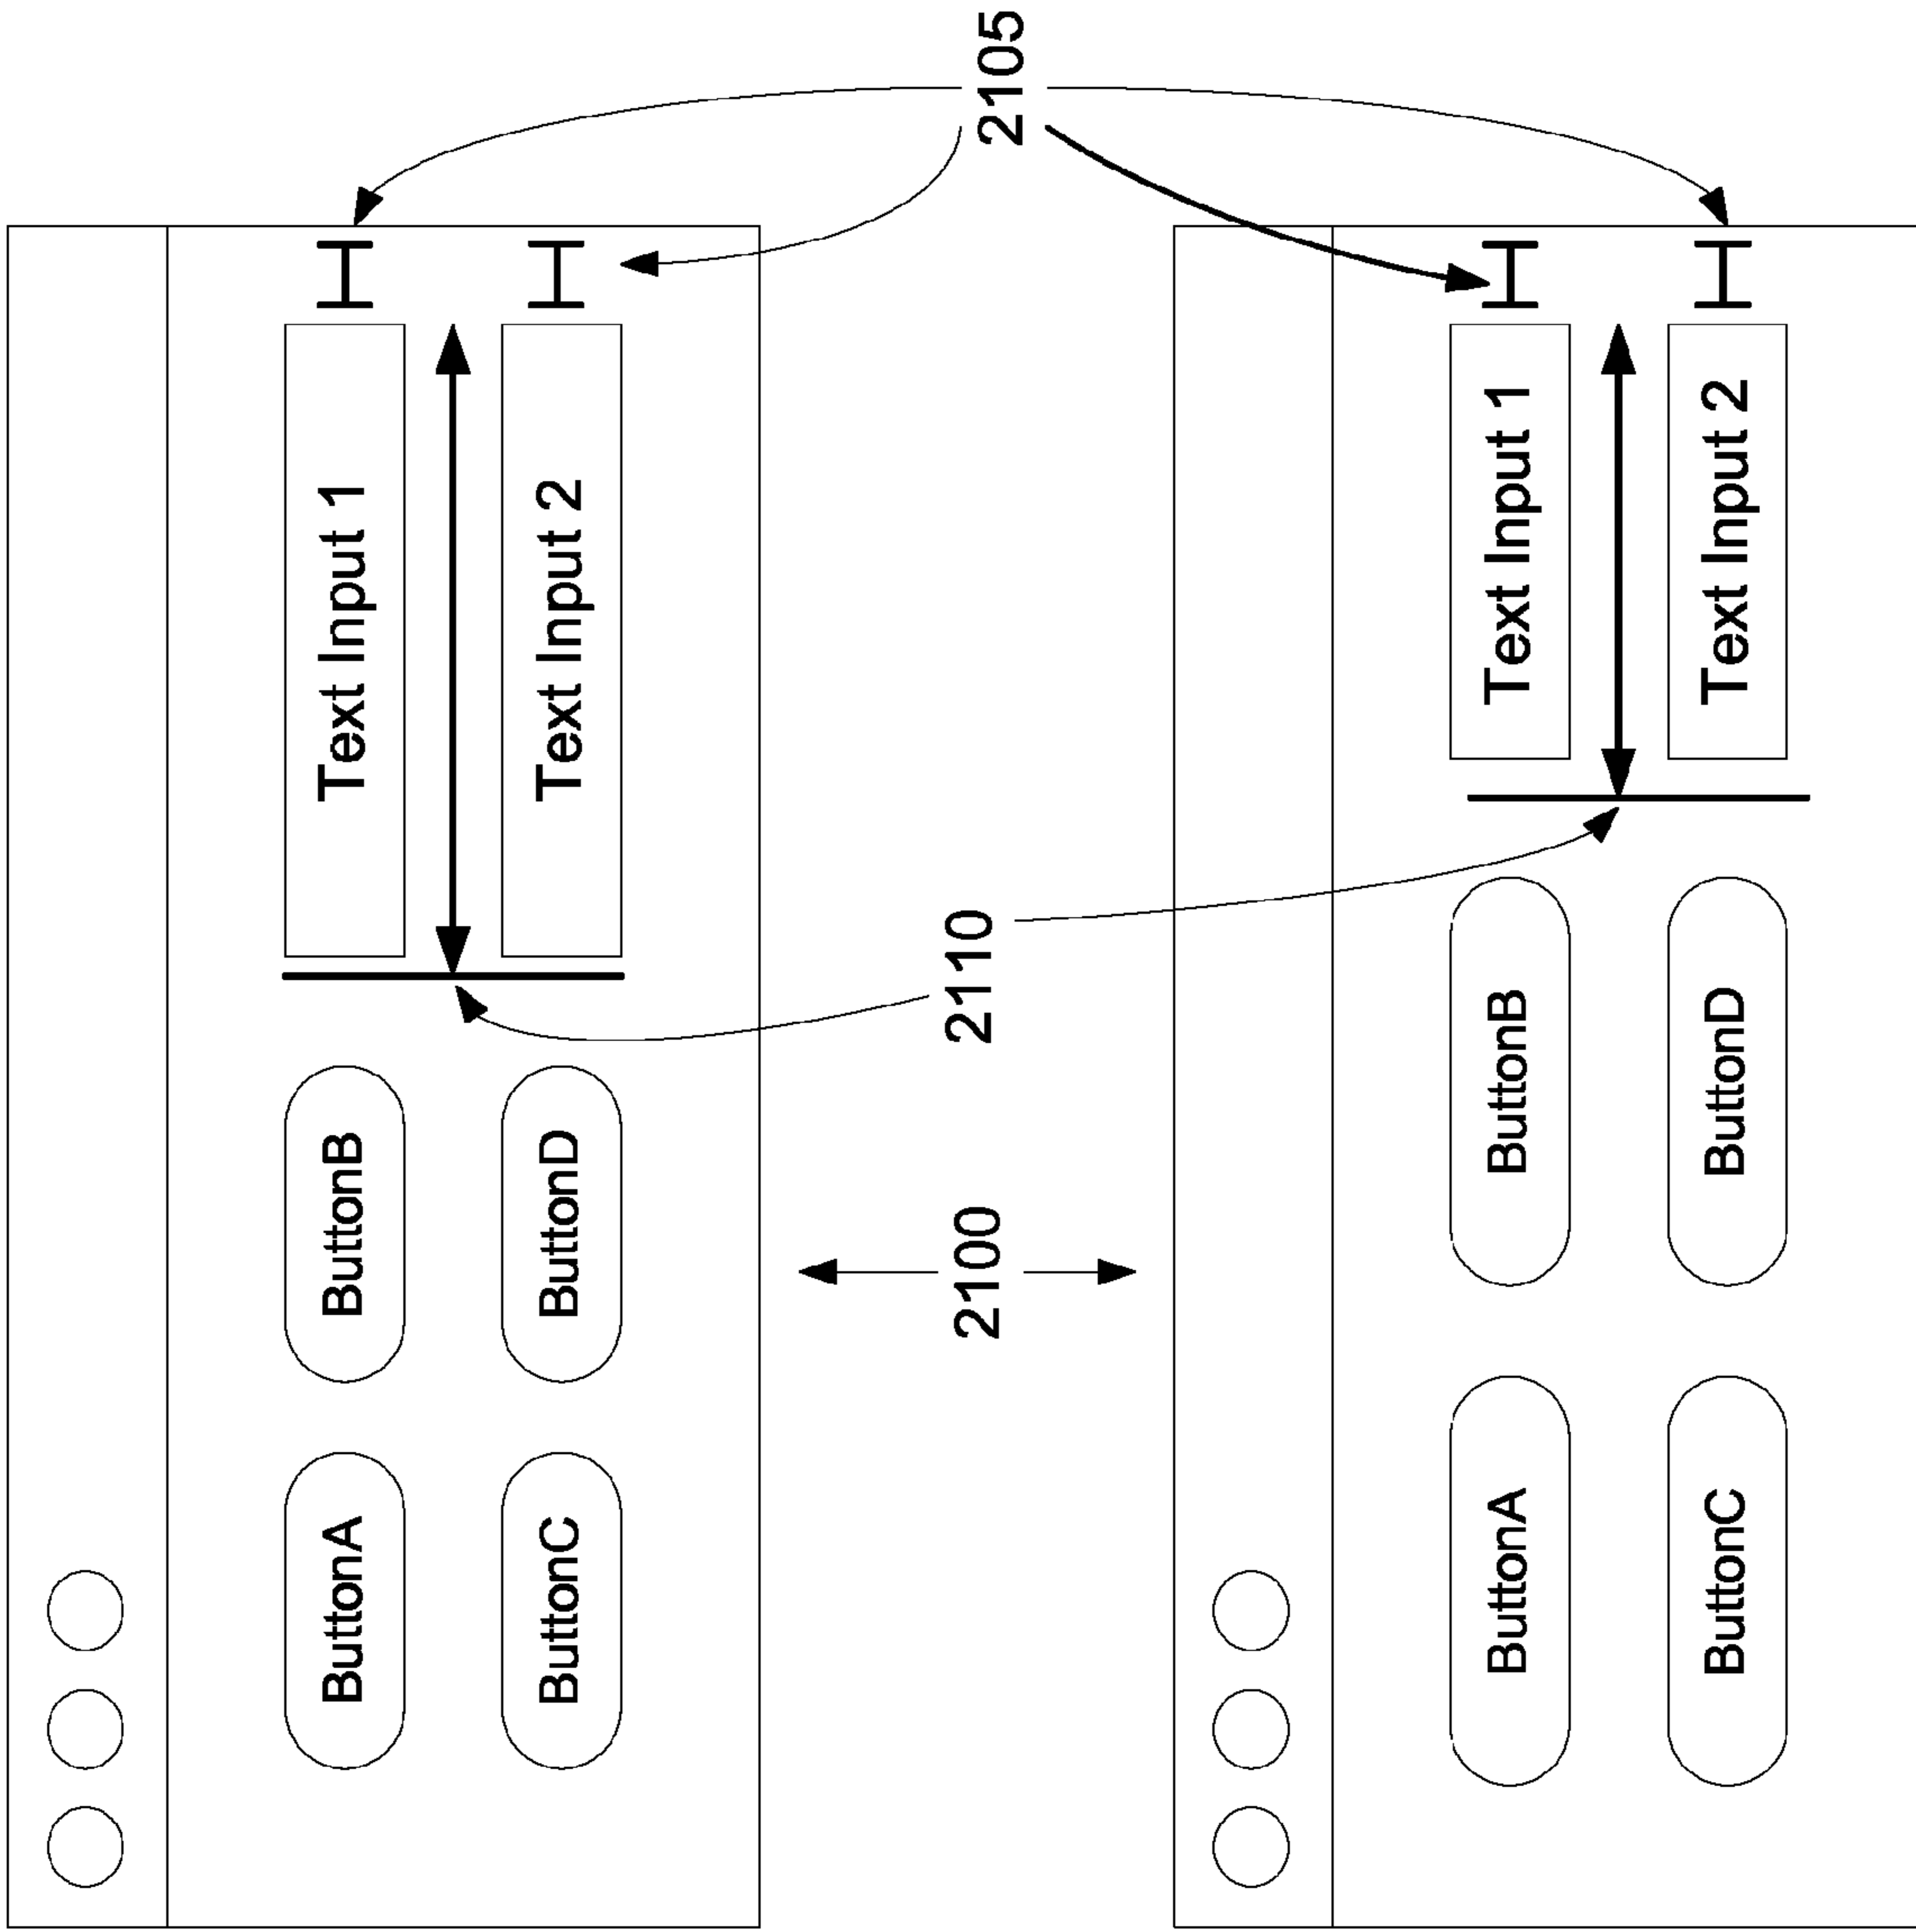 ButtonA ButtonB Text Input 1
ButtonC ButtonD Text Input 2
2100 2110 2105
ButtonA ButtonB Text Input 1
ButtonC ButtonD Text Input 2